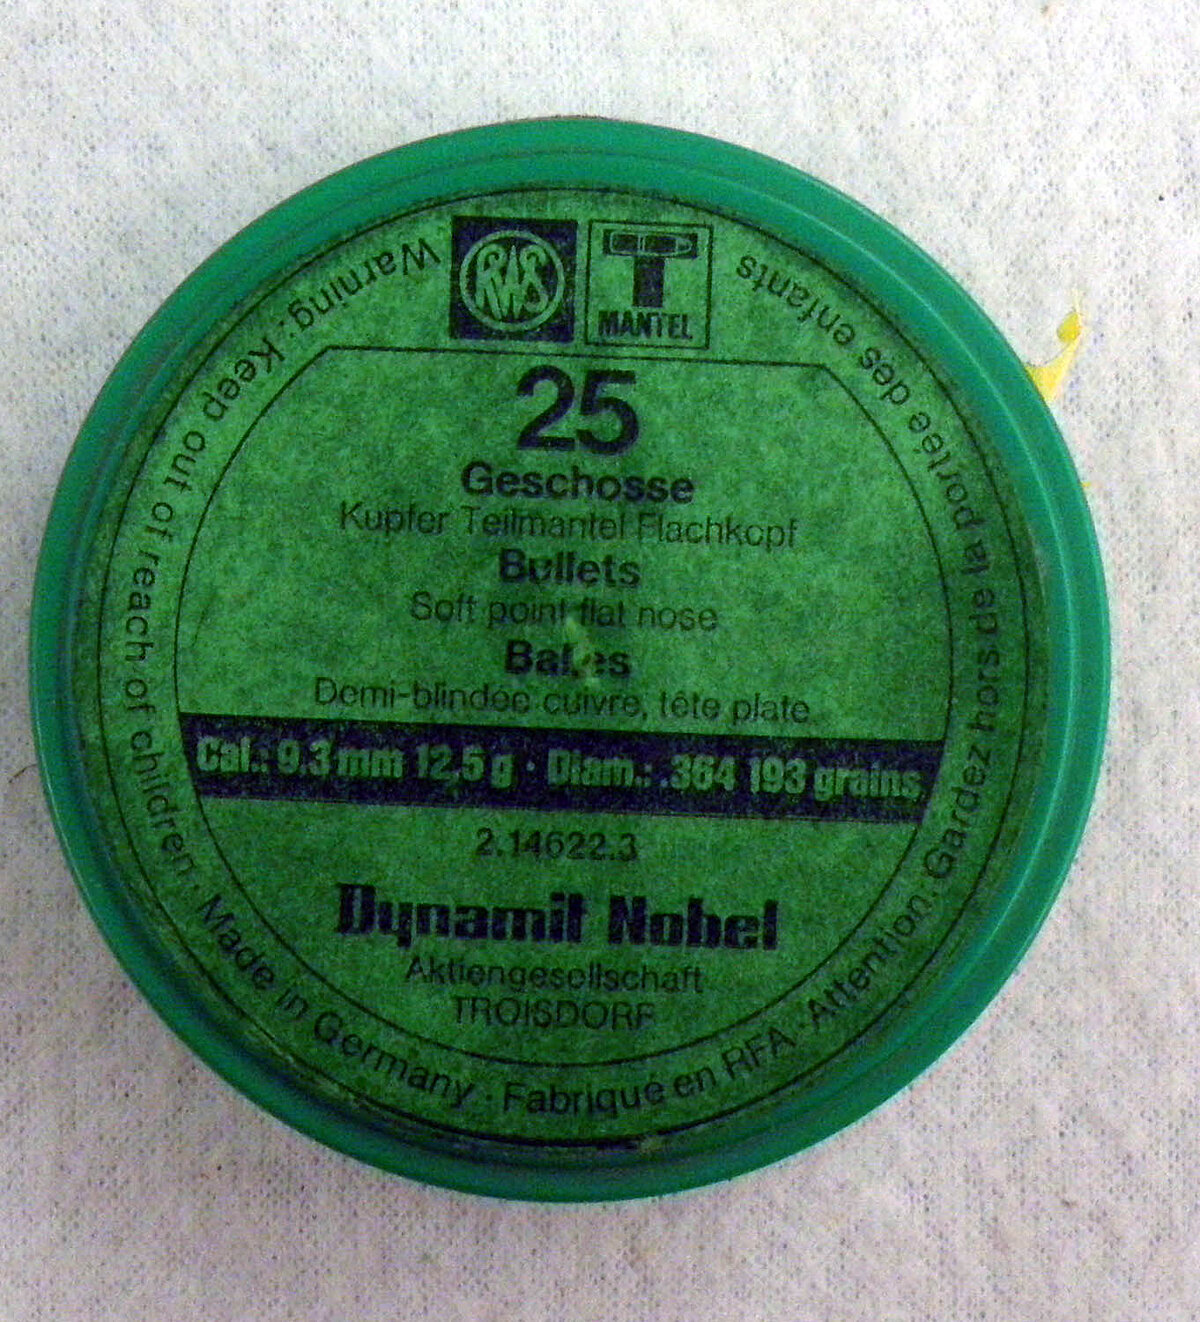 RWS
T
MANTEL
25
Geschosse
Kupfer Teilmantel Flachkopf
Bullets
Soft point flat nose
Balles
Demi-blindée cuivre, tête plate
Cal.: 9.3 mm 12,5 g · Diam.: .364 193 grains
2.14622.3
Dynamit Nobel
Aktiengesellschaft
TROISDORF
Warning: Keep out of reach of children · Made in Germany · Fabriqué en RFA · Attention: Gardez hors de la portée des enfants